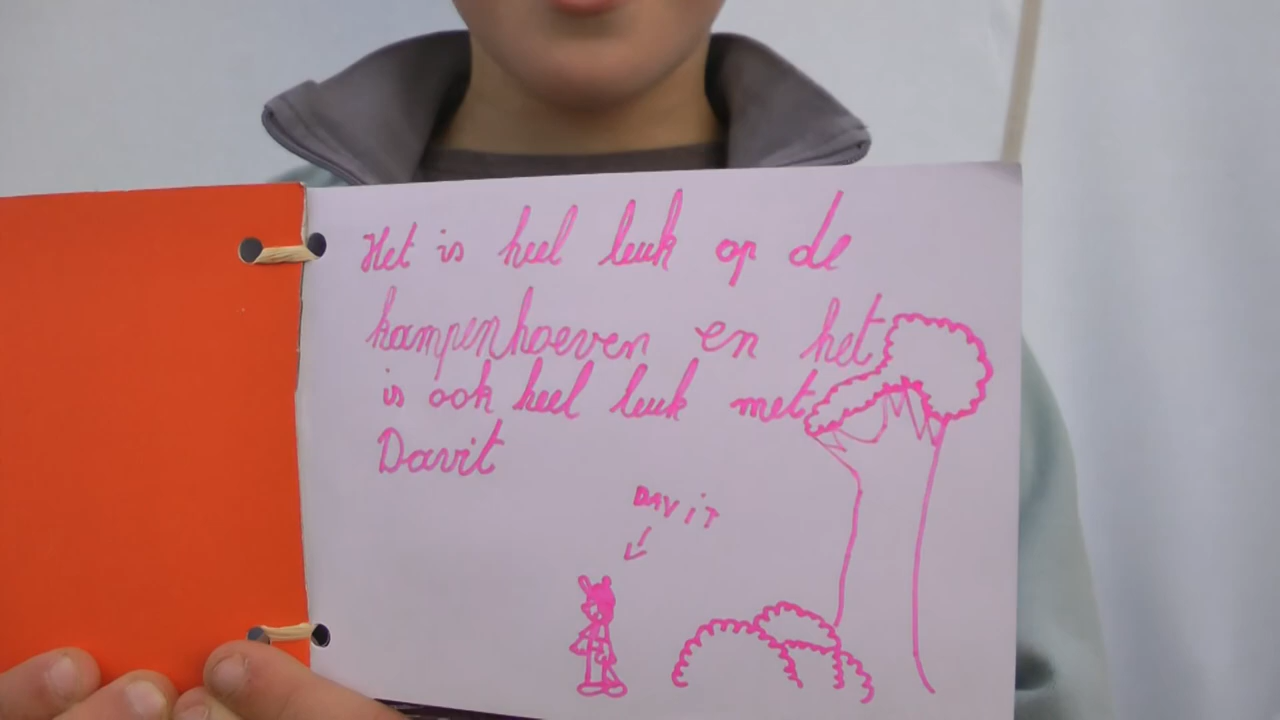 Het is heel leuk op de
kampenhoeven en het
is ook heel leuk met
Davit
DAViT